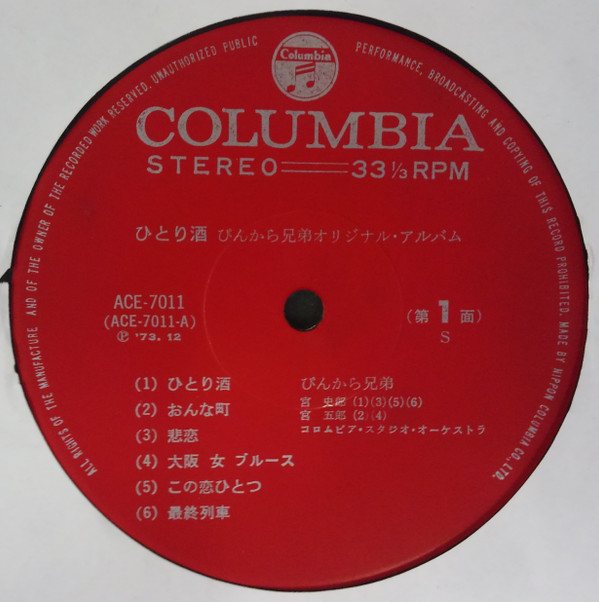 ALL RIGHTS OF THE MANUFACTURE AND OF THE OWNER OF THE RECORDED WORK RESERVED. UNAUTHORIZED PUBLIC PERFORMANCE, BROADCASTING AND COPYING OF THIS RECORD PROHIBITED. MADE BY NIPPON COLUMBIA CO., LTD.
Columbia
COLUMBIA
STEREO 33 1/3 RPM
ひとり酒 ぴんから兄弟オリジナル・アルバム
ACE-7011
(ACE-7011-A)
Ⓟ '73. 12
(第 1 面)
S
(1) ひとり酒
(2) おんな町
(3) 悲恋
(4) 大阪 女 ブルース
(5) この恋ひとつ
(6) 最終列車
ぴんから兄弟
宮 史郎 (1)(3)(5)(6)
宮 五郎 (2)(4)
コロムビア・スタジオ・オーケストラ